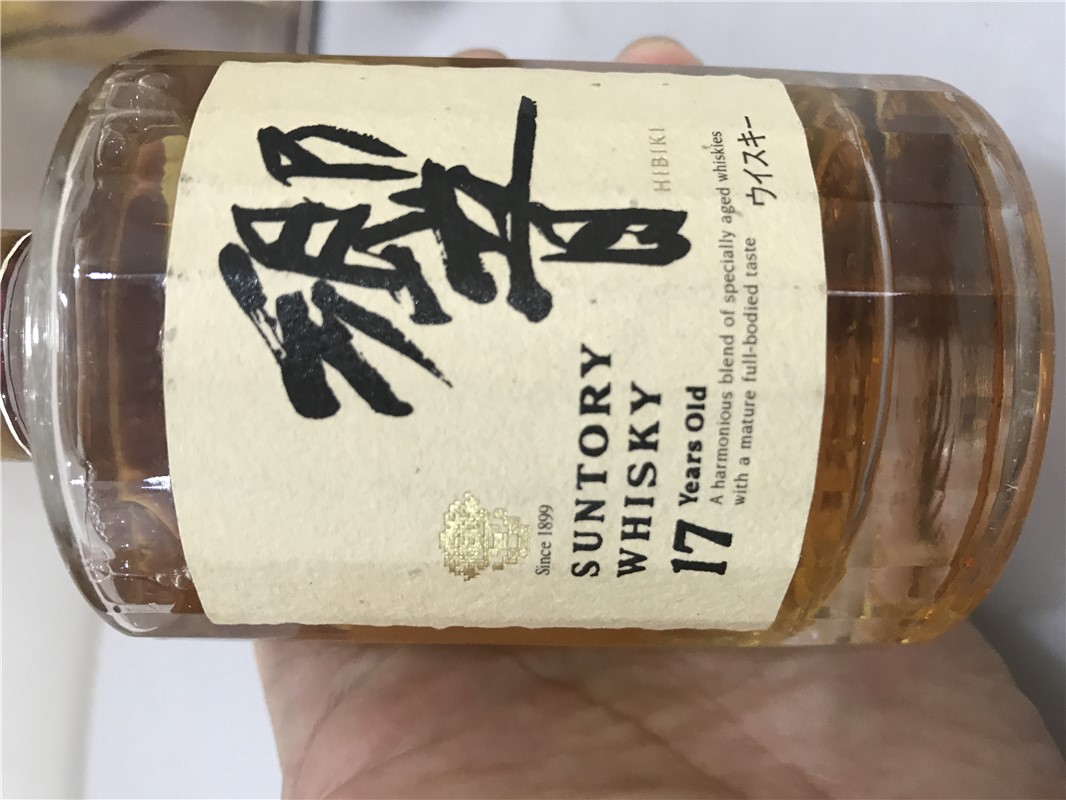 響
HIBIKI
Since 1899
SUNTORY
WHISKY
17 Years Old
A harmonious blend of specially aged whiskies
with a mature full-bodied taste
ウイスキー